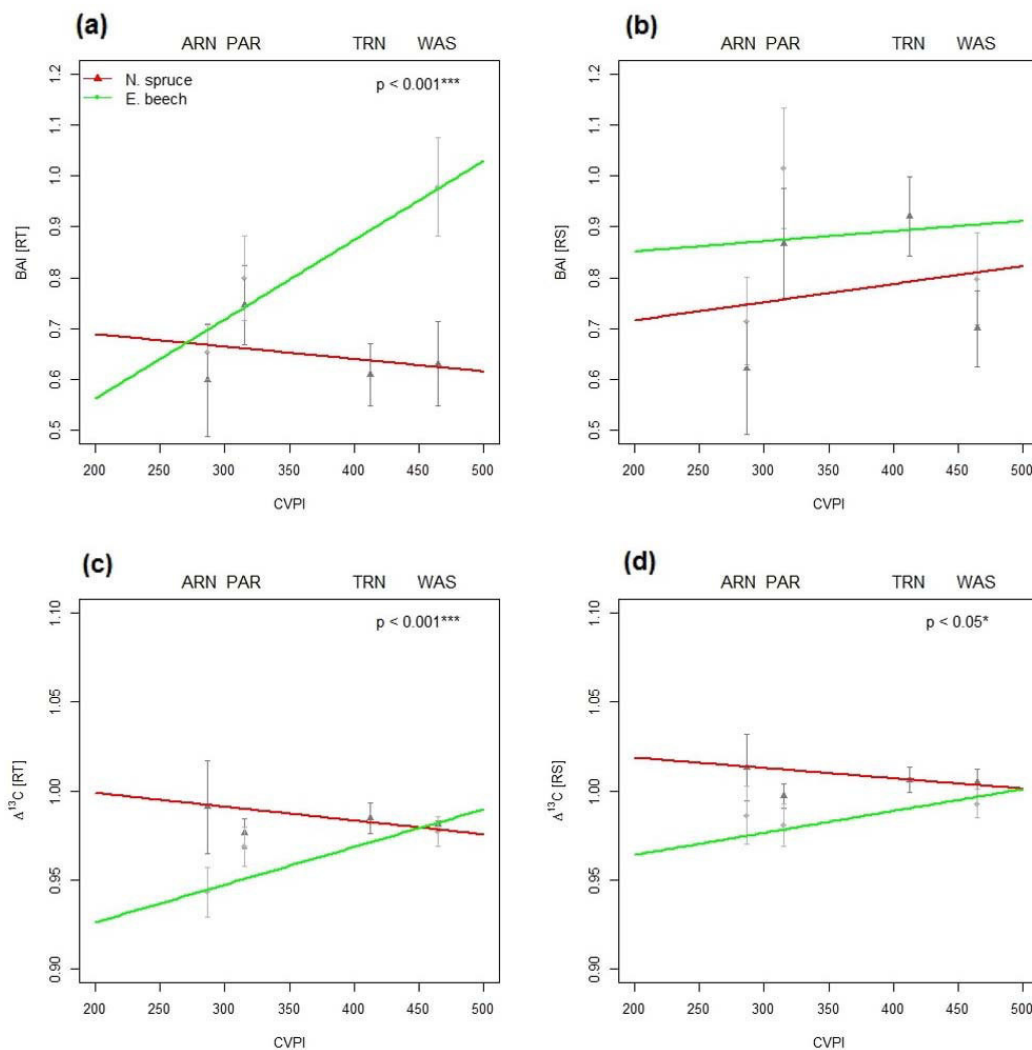 (a)
ARN PAR TRN WAS
N. spruce
E. beech
p < 0.001***
BAI [RT]
1.2
1.1
1.0
0.9
0.8
0.7
0.6
0.5
200 250 300 350 400 450 500
CVPI
(b)
ARN PAR TRN WAS
BAI [RS]
1.2
1.1
1.0
0.9
0.8
0.7
0.6
0.5
200 250 300 350 400 450 500
CVPI
(c)
ARN PAR TRN WAS
p < 0.001***
Δ¹³C [RT]
1.10
1.05
1.00
0.95
0.90
200 250 300 350 400 450 500
CVPI
(d)
ARN PAR TRN WAS
p < 0.05*
Δ¹³C [RS]
1.10
1.05
1.00
0.95
0.90
200 250 300 350 400 450 500
CVPI